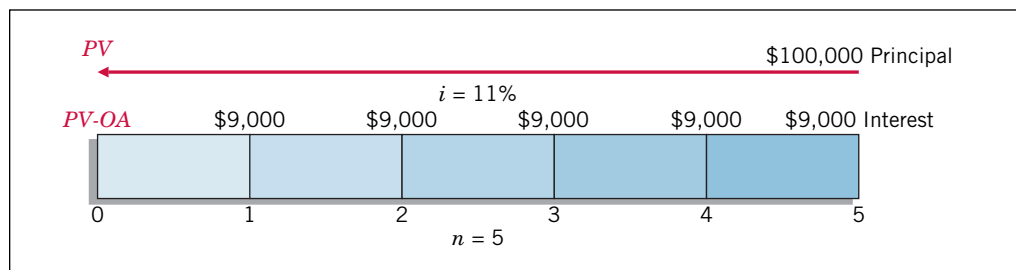 PV
$100,000 Principal
i = 11%
PV-OA $9,000 $9,000 $9,000 $9,000 $9,000 Interest
0 1 2 3 4 5
n = 5